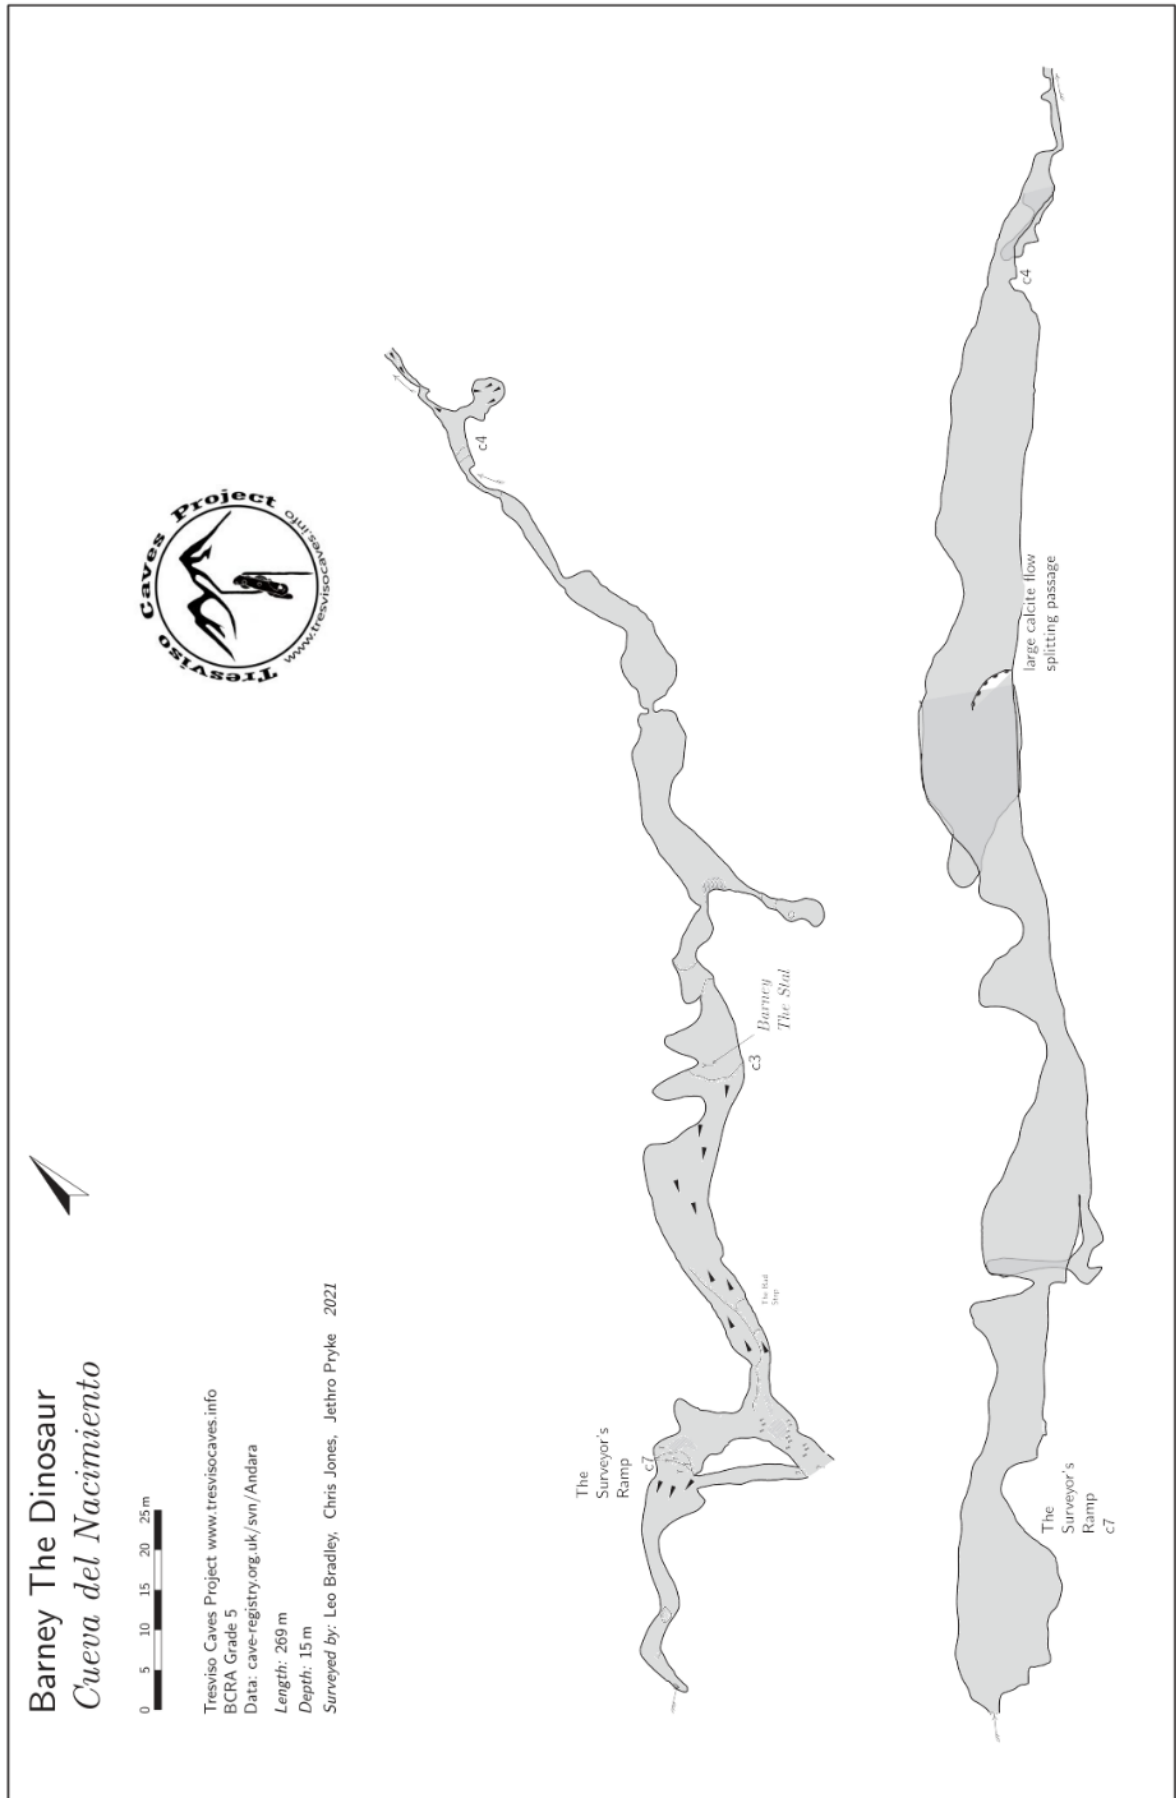 Barney The Dinosaur
Cueva del Nacimiento
0 5 10 15 20 25 m
Tresviso Caves Project www.tresvisocaves.info
BCRA Grade 5
Data: cave-registry.org.uk/svn/Andara
Length: 269 m
Depth: 15 m
Surveyed by: Leo Bradley, Chris Jones, Jethro Pryke 2021
Tresviso Caves Project
www.tresvisocaves.info
The
Surveyor's
Ramp
c7
The Bad
Step
c3
Barney
The Stal
c4
The
Surveyor's
Ramp
c7
large calcite flow
splitting passage
c4